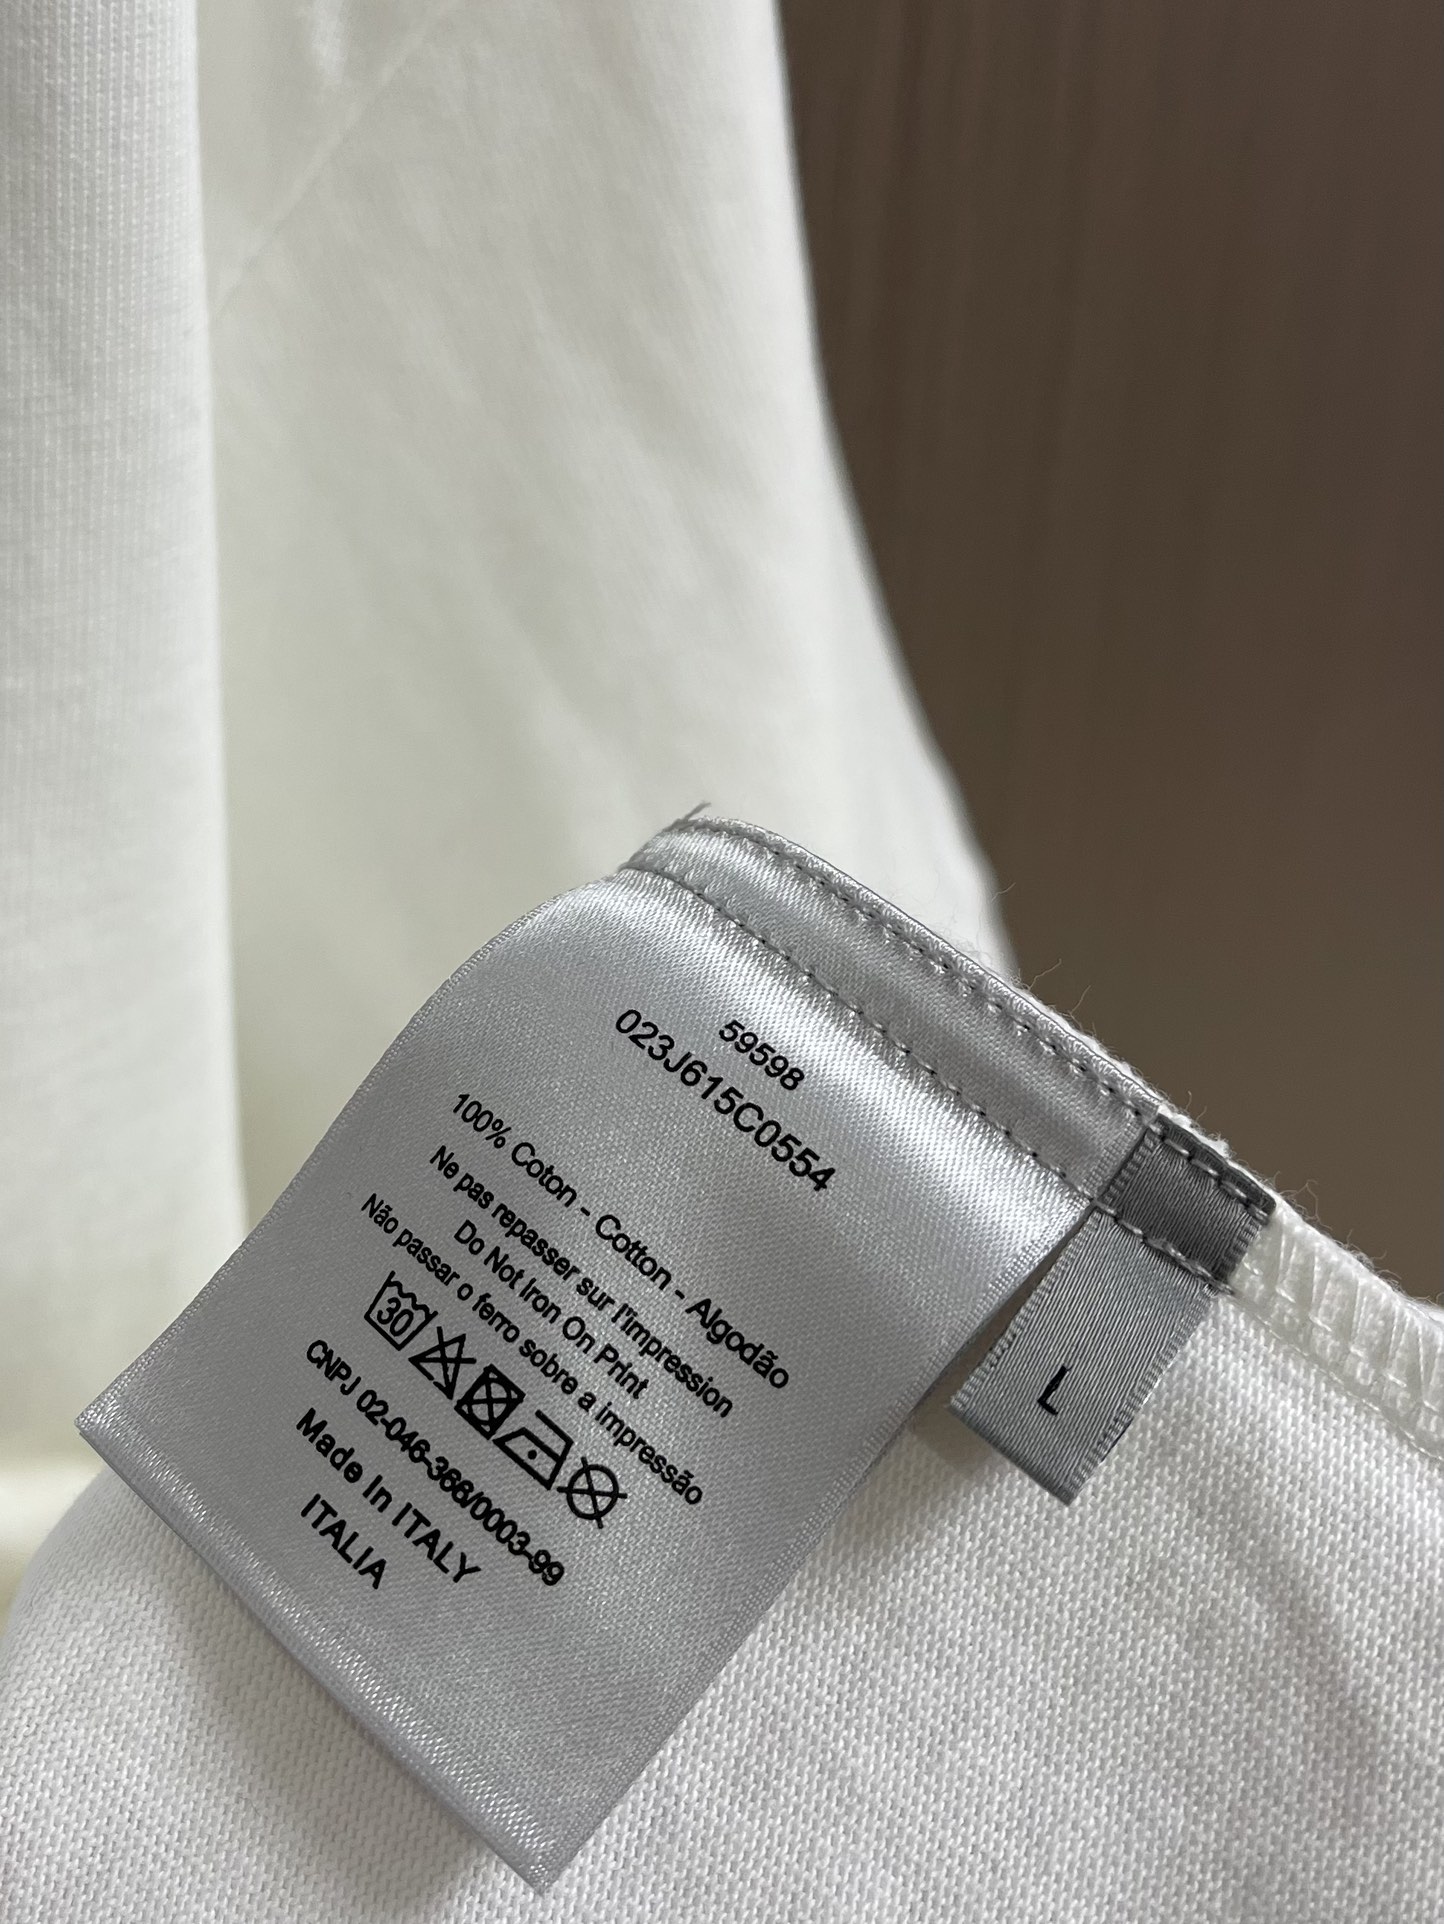 59598
023J615C0554
100% Coton - Cotton - Algodão
Ne pas repasser sur l'impression
Do Not Iron On Print
Não passar o ferro sobre a impressão
30
CNPJ 02-046-366/0003-99
Made In ITALY
ITALIA
L